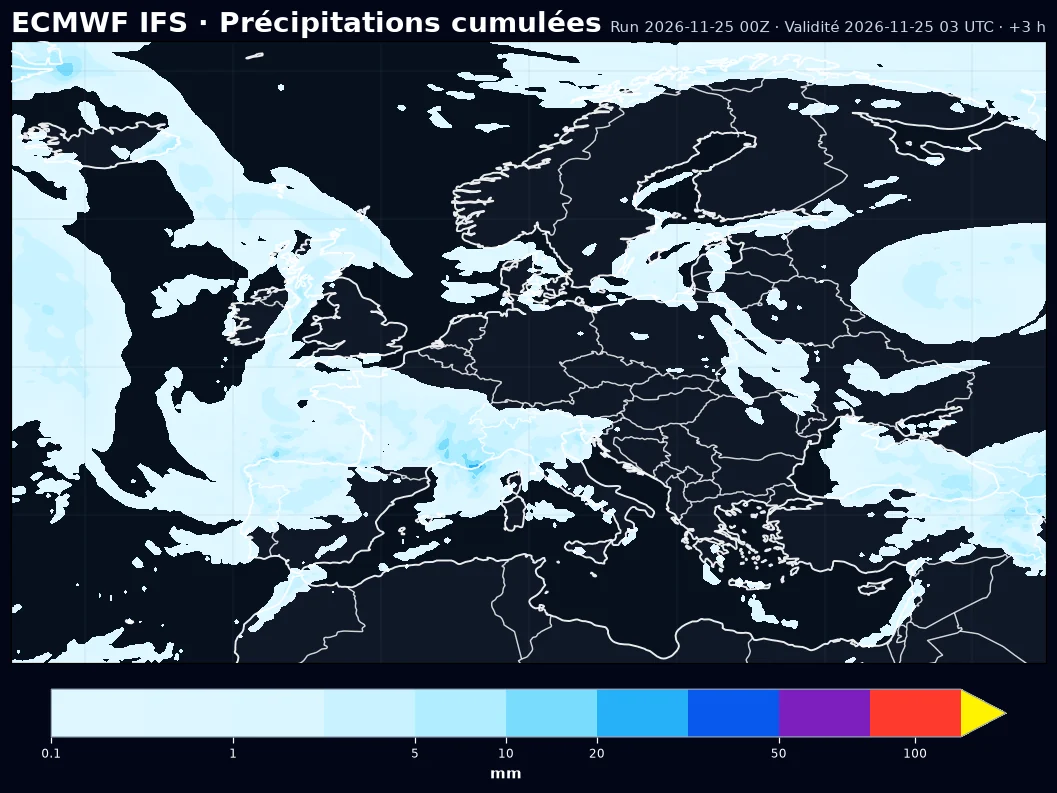 ECMWF IFS · Précipitations cumulées Run 2026-11-25 00Z · Validité 2026-11-25 03 UTC · +3 h
0.1 1 5 10 20 50 100
mm